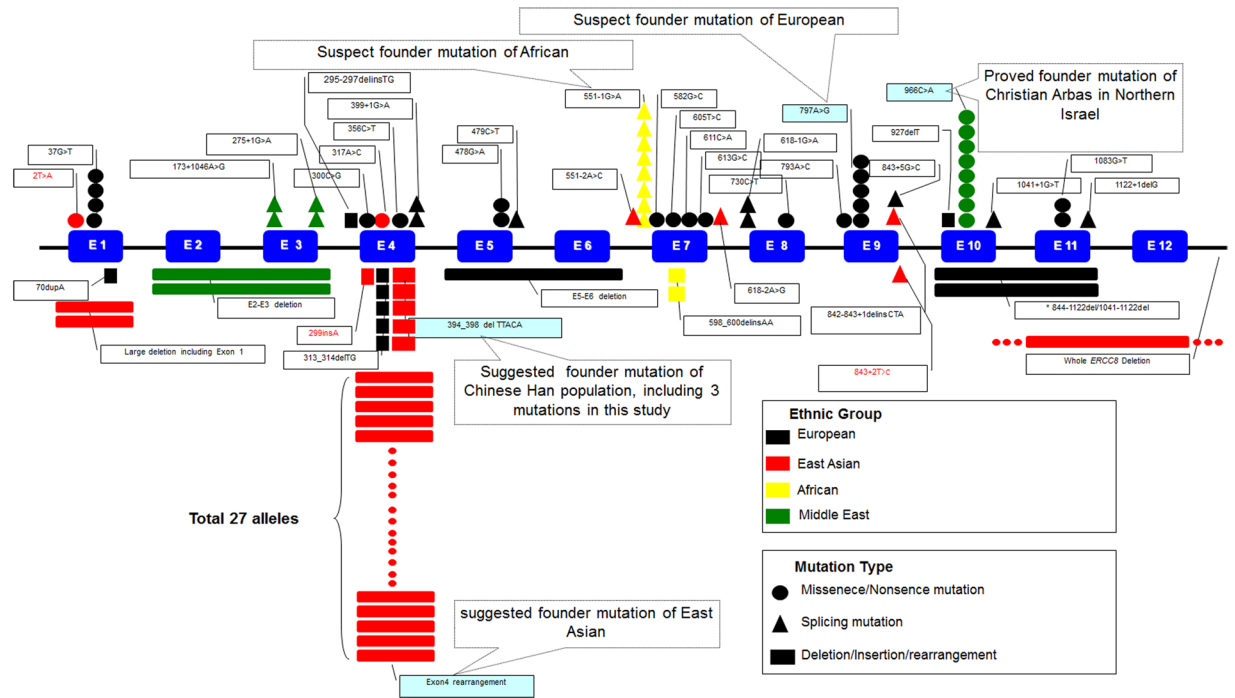 Suspect founder mutation of European
Suspect founder mutation of African
Proved founder mutation of
Christian Arbas in Northern
Israel
295-297delinsTG
399+1G>A
356C>T
317A>C
300C>G
275+1G>A
173+1046A>G
37G>T
2T>A
479C>T
478G>A
551-1G>A
551-2A>C
582G>C
605T>C
611C>A
613G>C
730C>T
797A>G
618-1G>A
793A>C
966C>A
927delT
843+5G>C
1041+1G>T
1083G>T
1122+1delG
E 1
E 2
E 3
E 4
E 5
E 6
E 7
E 8
E 9
E 10
E 11
E 12
70dupA
Large deletion including Exon 1
E2-E3 deletion
299insA
313_314delTG
394_398 del TTACA
E5-E6 deletion
598_600delinsAA
618-2A>G
842-843+1delinsCTA
843+2T>c
* 844-1122del/1041-1122del
Whole ERCC8 Deletion
Suggested founder mutation of
Chinese Han population, including 3
mutations in this study
Total 27 alleles
suggested founder mutation of East
Asian
Exon4 rearrangement
Ethnic Group
European
East Asian
African
Middle East
Mutation Type
Missenece/Nonsence mutation
Splicing mutation
Deletion/Insertion/rearrangement